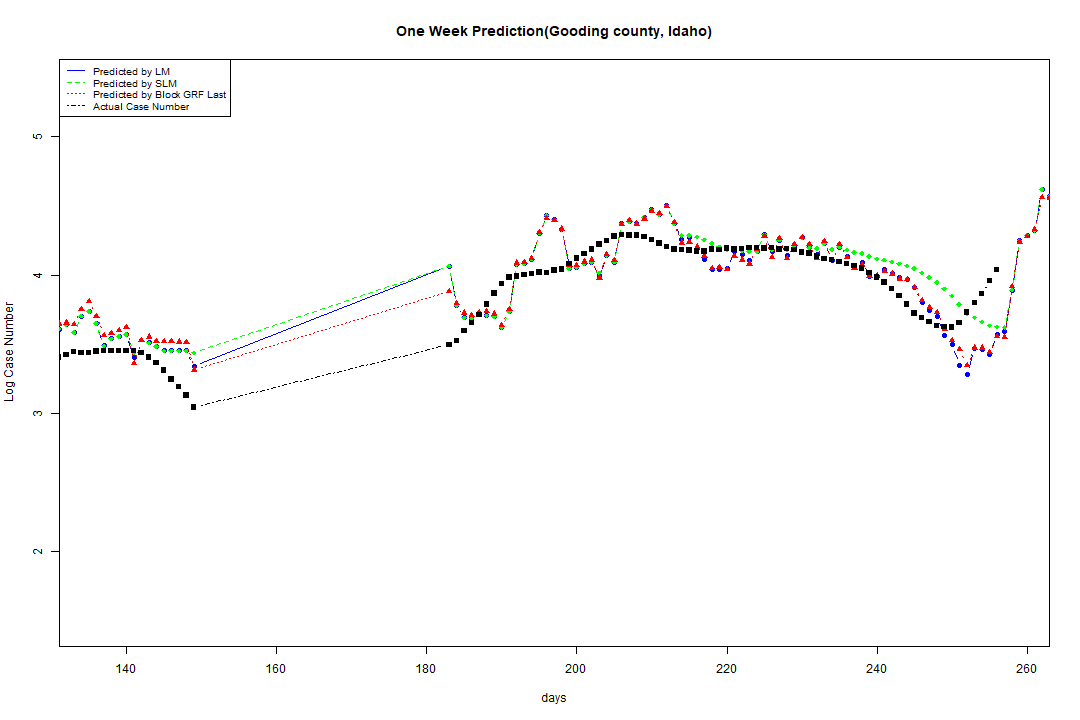 One Week Prediction(Gooding county, Idaho)
Predicted by LM
Predicted by SLM
Predicted by Block GRF Last
Actual Case Number
5
4
3
2
Log Case Number
140
160
180
200
220
240
260
days